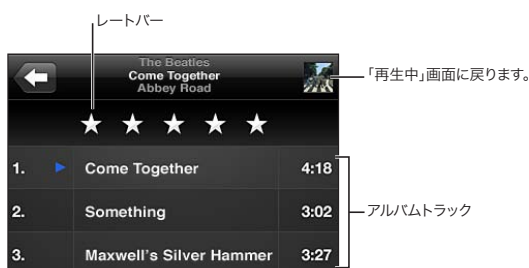 レートバー
The Beatles
Come Together
Abbey Road
「再生中」画面に戻ります。
1. Come Together 4:18
2. Something 3:02
3. Maxwell's Silver Hammer 3:27
アルバムトラック